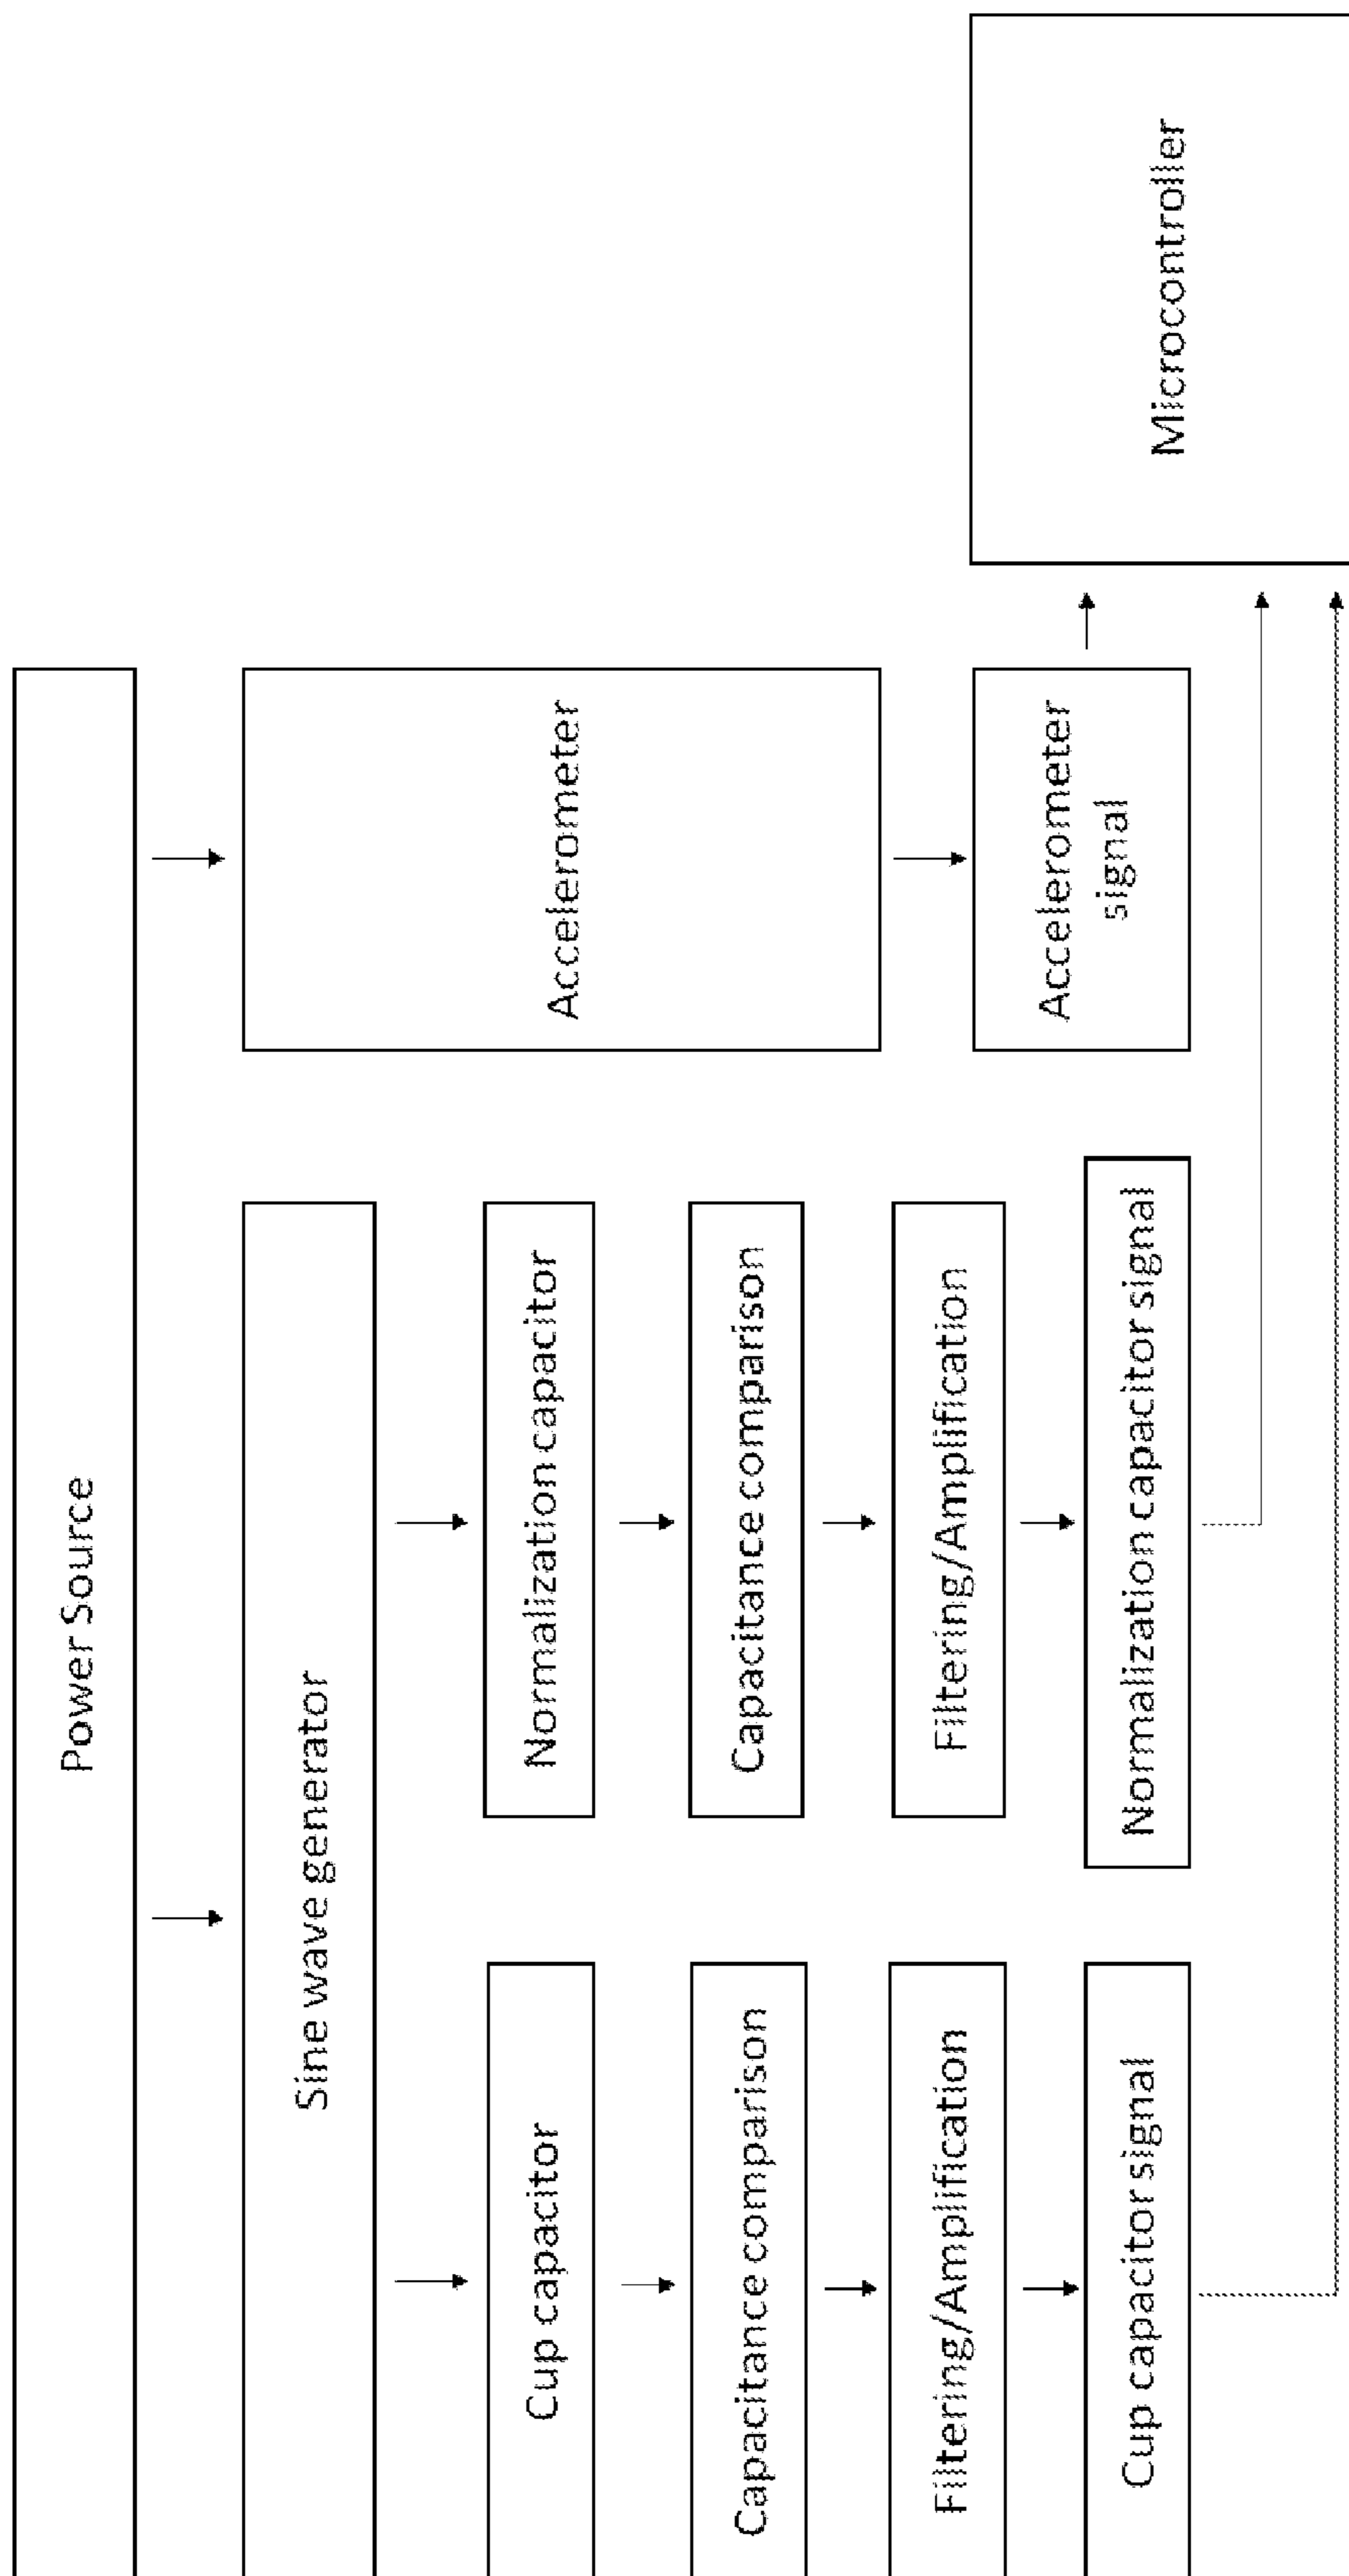 Power Source
Sine wave generator
Accelerometer
Cup capacitor
Normalization capacitor
Capacitance comparison
Capacitance comparison
Filtering/Amplification
Filtering/Amplification
Cup capacitor signal
Normalization capacitor signal
Accelerometer
signal
Microcontroller